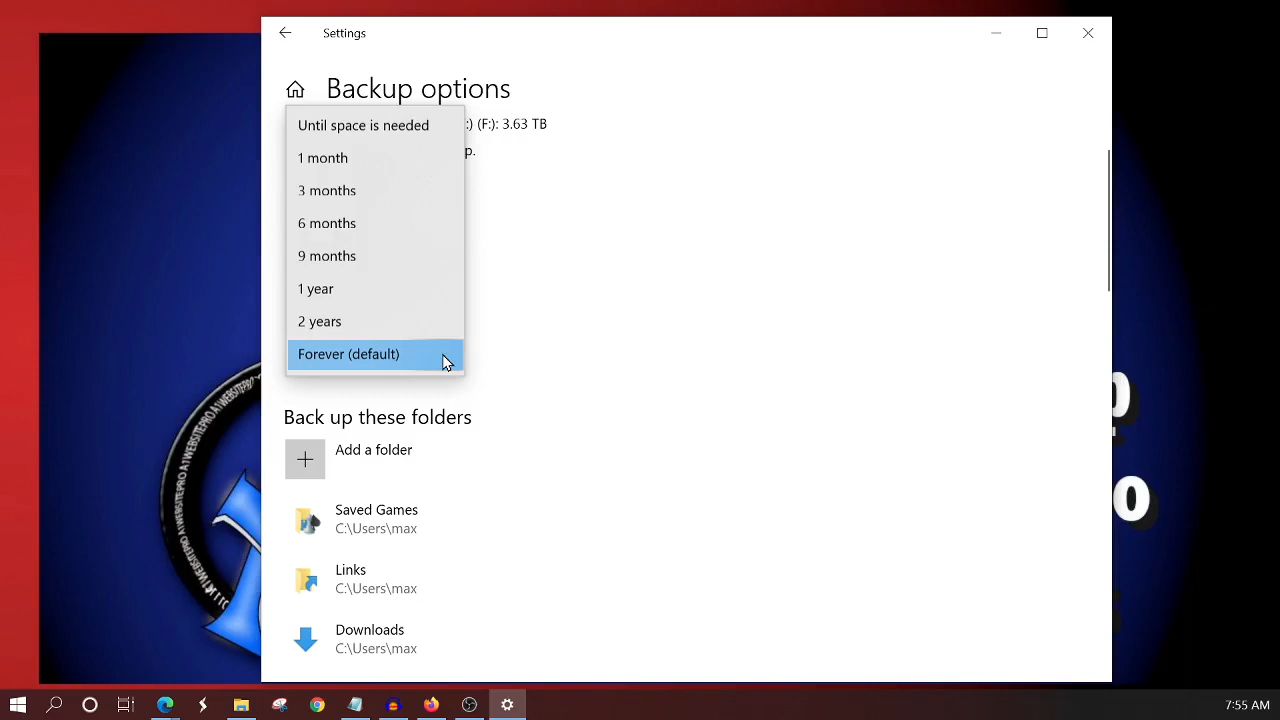 Settings
Backup options
:) (F:): 3.63 TB
p.
Until space is needed
1 month
3 months
6 months
9 months
1 year
2 years
Forever (default)
Back up these folders
Add a folder
Saved Games
C:\Users\max
Links
C:\Users\max
Downloads
C:\Users\max
7:55 AM